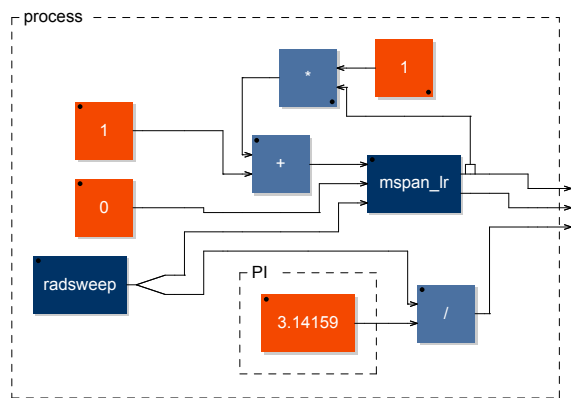 process
*
1
1
+
mspan_lr
0
radsweep
PI
3.14159
/